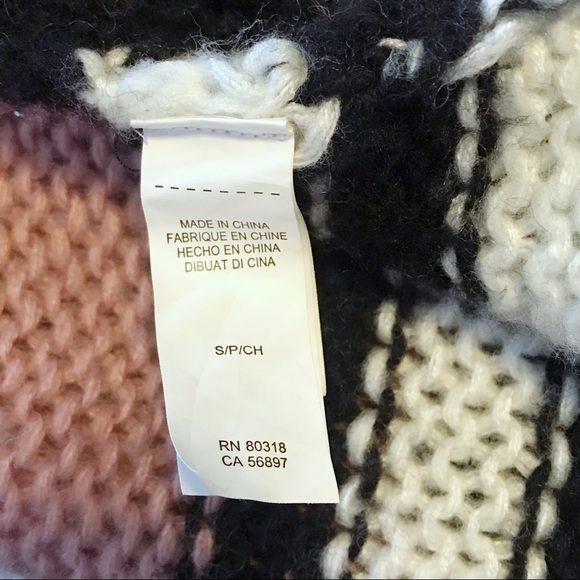 MADE IN CHINA
FABRIQUE EN CHINE
HECHO EN CHINA
DIBUAT DI CINA
S/P/CH
RN 80318
CA 56897